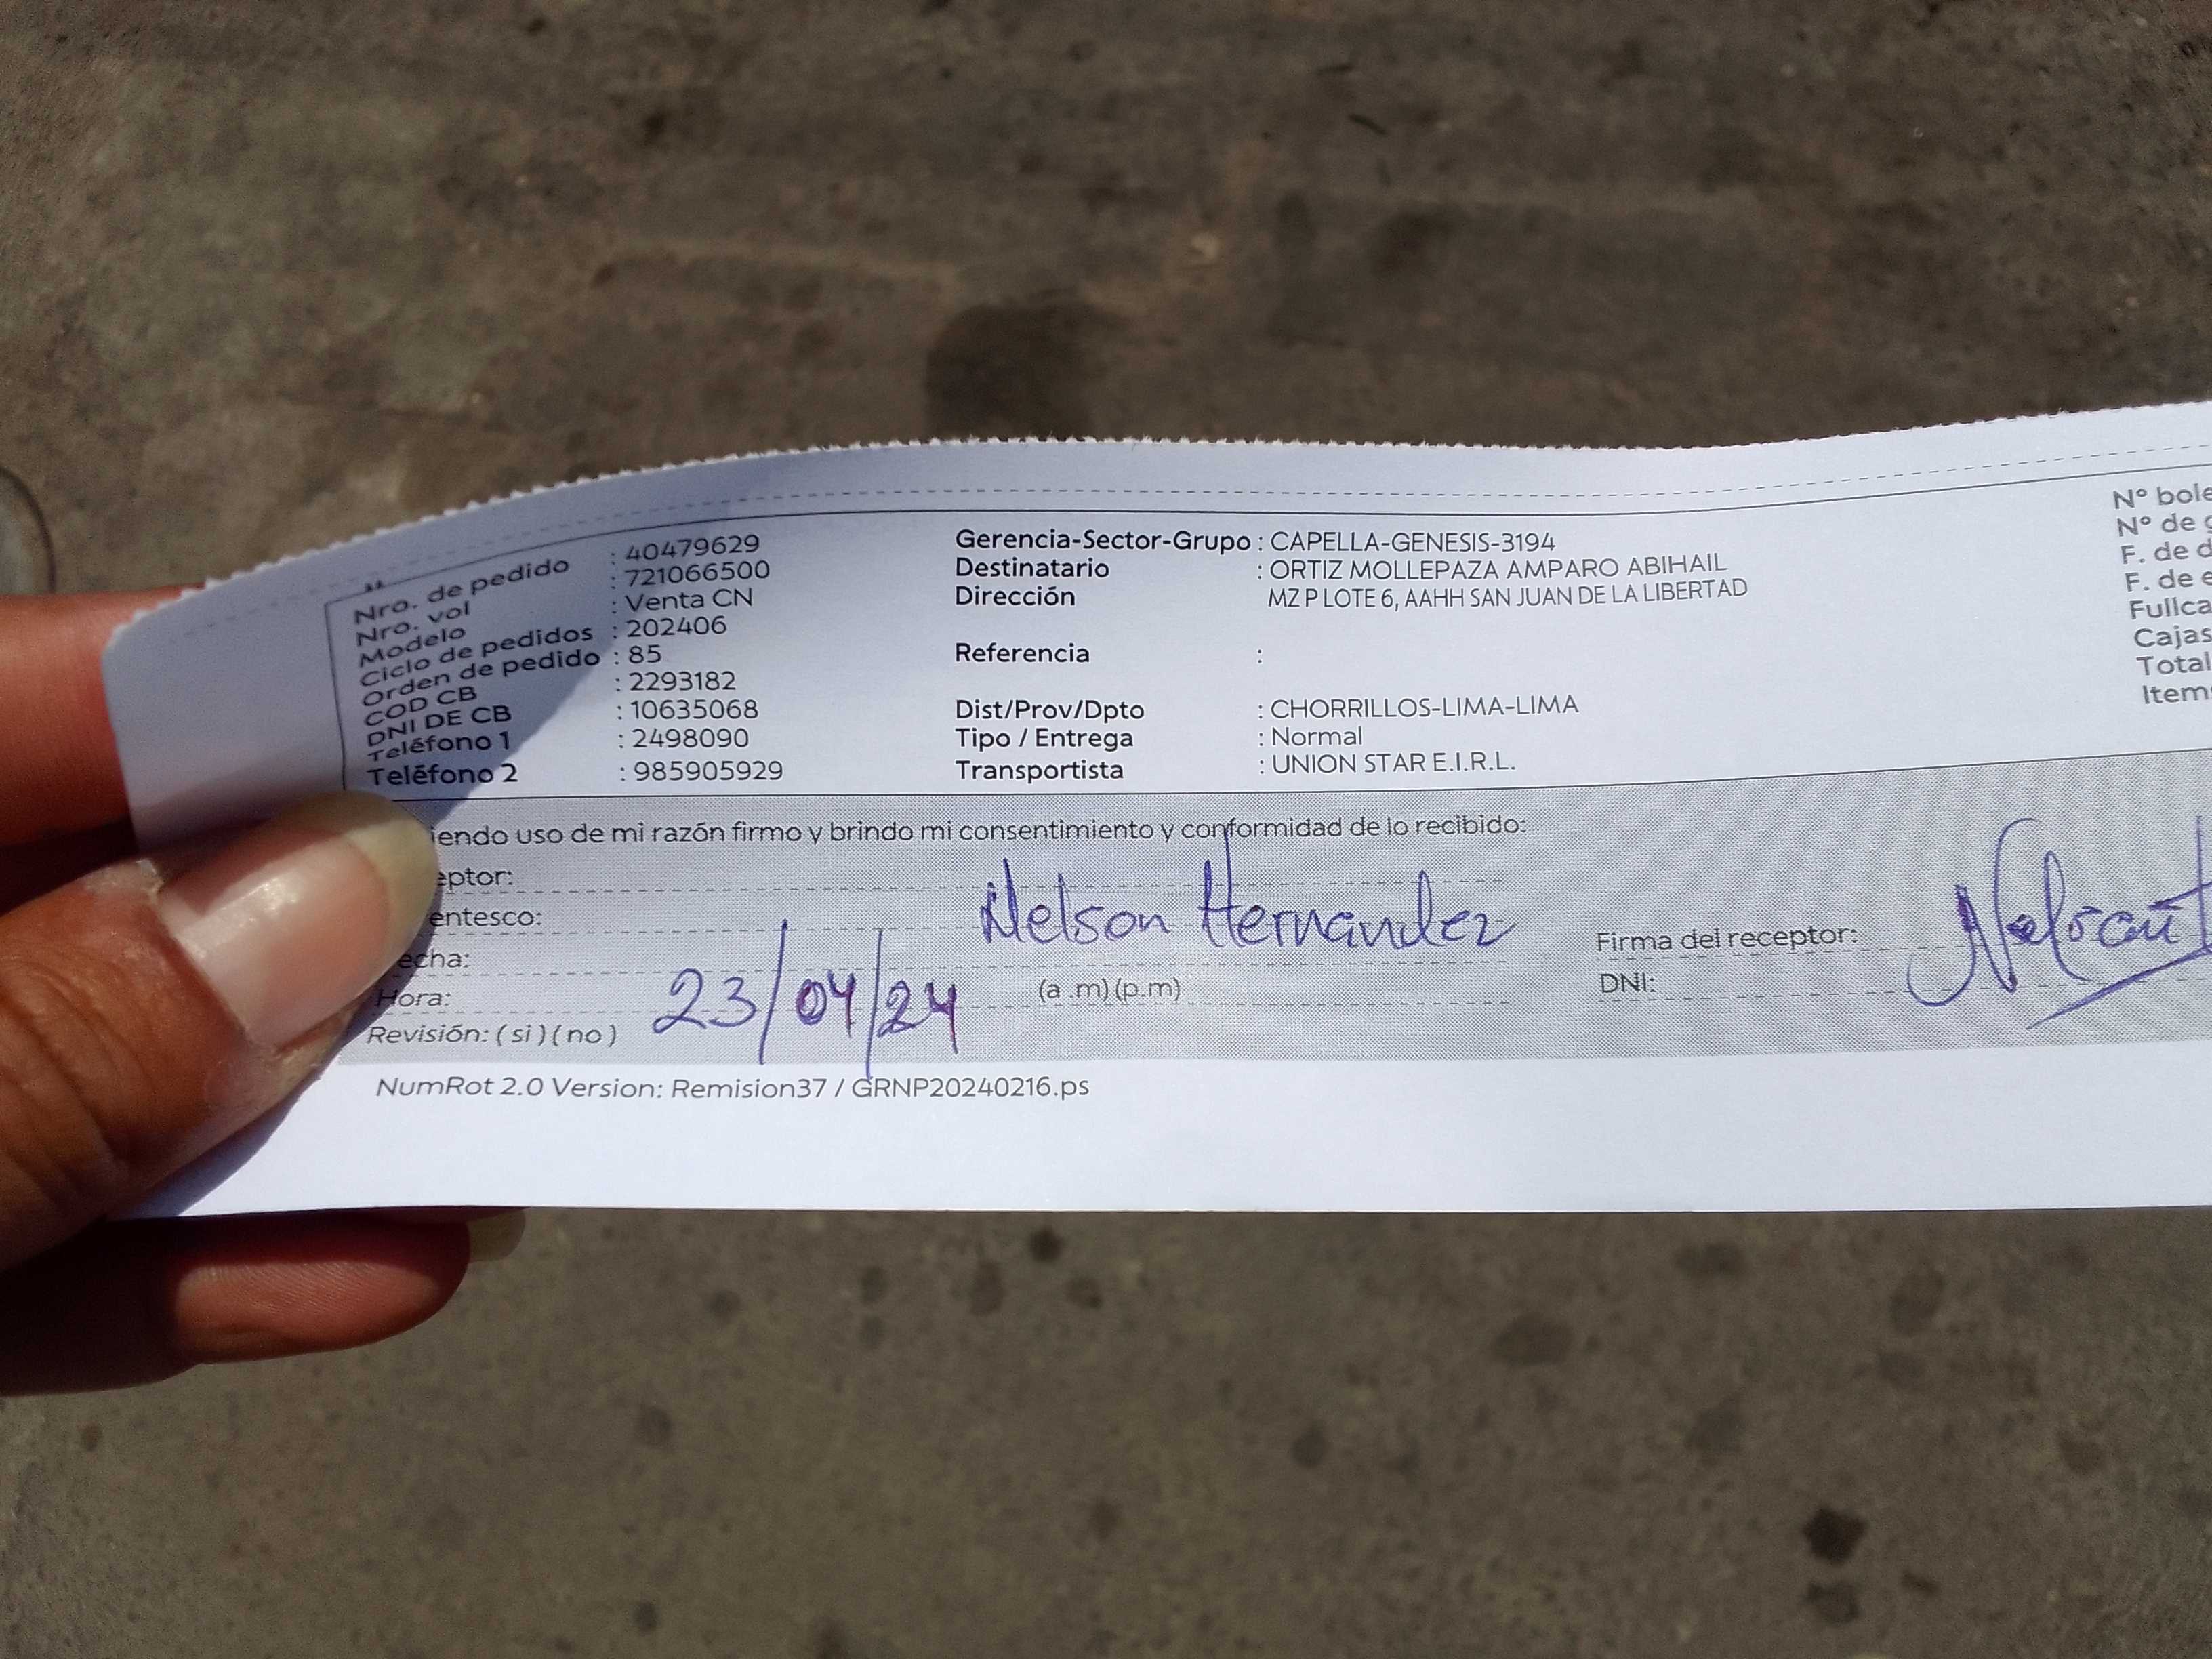 Nro. de pedido : 40479629
Nro. vol : 721066500
Modelo : Venta CN
Ciclo de pedidos : 202406
Orden de pedido : 85
COD CB : 2293182
DNI DE CB : 10635068
Teléfono 1 : 2498090
Teléfono 2 : 985905929
Gerencia-Sector-Grupo : CAPELLA-GENESIS-3194
Destinatario : ORTIZ MOLLEPAZA AMPARO ABIHAIL
Dirección MZ P LOTE 6, AAHH SAN JUAN DE LA LIBERTAD
Referencia :
Dist/Prov/Dpto : CHORRILLOS-LIMA-LIMA
Tipo / Entrega : Normal
Transportista : UNION STAR E.I.R.L.
N° bole
N° de
F. de d
F. de e
Fullca
Cajas
Total
Item
iendo uso de mi razón firmo y brindo mi consentimiento y conformidad de lo recibido:
eptor:
entesco: Nelson Hernandez
echa:
Hora: 23/04/24 (a .m) (p.m)
Revisión: ( si ) ( no )
Firma del receptor:
DNI:
NumRot 2.0 Version: Remision37 / GRNP20240216.ps